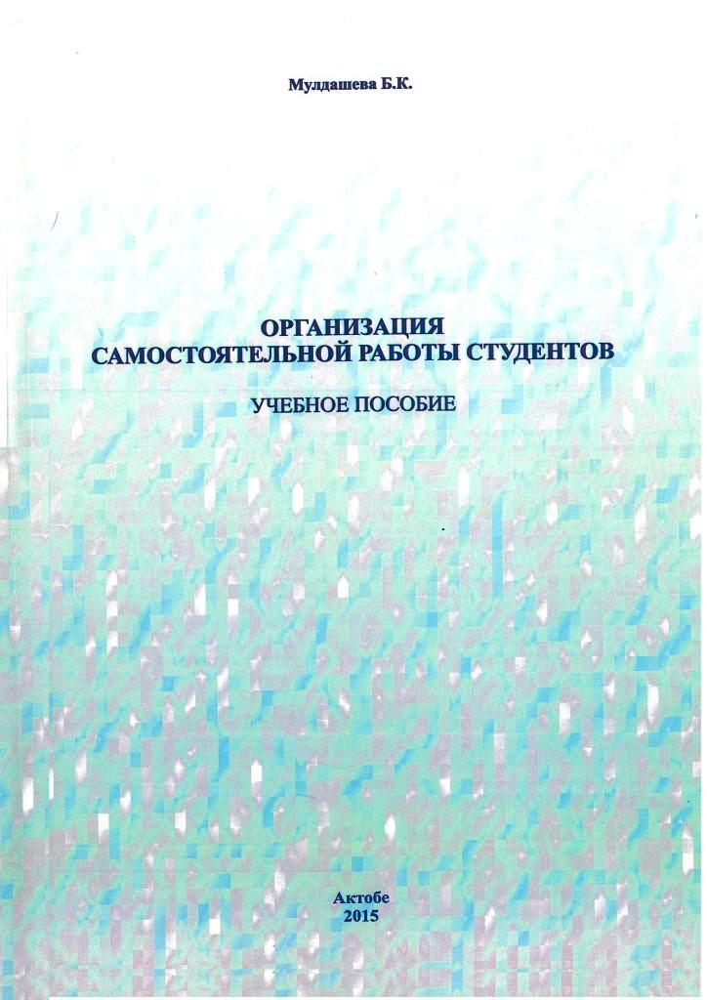 Мулдашева Б.К.
ОРГАНИЗАЦИЯ
САМОСТОЯТЕЛЬНОЙ РАБОТЫ СТУДЕНТОВ
УЧЕБНОЕ ПОСОБИЕ
Актобе
2015